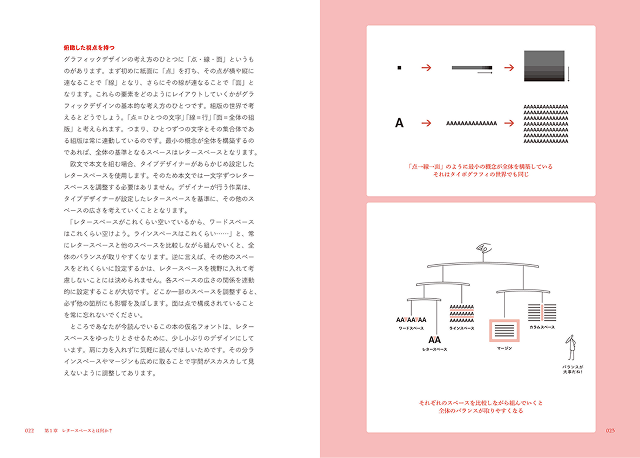 俯瞰した視点を持つ
グラフィックデザインの考え方のひとつに「点・線・面」というも
のがあります。まず初めに紙面に「点」を打ち、その点が横や縦に
連なることで「線」となり、さらにその線が連なることで「面」と
なります。これらの要素をどのようにレイアウトしていくかがグラ
フィックデザインの基本的な考え方のひとつです。組版の世界で考
えるとどうでしょう。「点＝ひとつの文字」「線＝行」「面＝全体の組
版」と考えられます。つまり、ひとつずつの文字とその集合体であ
る組版は常に連動しているのです。最小の概念が全体を構築するの
であれば、全体の基準となるスペースはレタースペースとなります。
欧文で本文を組む場合、タイプデザイナーがあらかじめ設定した
レタースペースを使用します。そのため本文では一文字ずつレター
スペースを調整する必要はありません。デザイナーが行う作業は、
タイプデザイナーが設定したレタースペースを基準に、その他のス
ペースの広さを考えていくこととなります。
「レタースペースがこれくらい空いているから、ワードスペース
はこれくらい空けよう。ラインスペースはこれくらい……」と、常
にレタースペースと他のスペースを比較しながら組んでいくと、全
体のバランスが取りやすくなります。逆に言えば、その他のスペー
スをどれくらいに設定するかは、レタースペースを視野に入れて考
慮しないことには決められません。各スペースの広さの関係を連動
的に設定することが大切です。どこか一部のスペースを調整すると、
必ず他の箇所にも影響を及ぼします。面は点で構成されていること
を常に忘れないでください。
ところであなたが今読んでいるこの本の仮名フォントは、レター
スペースをゆったりとさせるために、少し小ぶりのデザインにして
います。肩に力を入れずに気軽に読んでほしいためです。その分ラ
インスペースやマージンも広めに取ることで字間がスカスカして見
えないように調整してあります。
022 第1章 レタースペースとは何か？
A
AAAAAAAAAAAAA
「点→線→面」のように最小の概念が全体を構築している
それはタイポグラフィの世界でも同じ
AATAATAA
ワードスペース
ラインスペース
カラムスペース
AA
レタースペース
マージン
バランスが
大事だね！
それぞれのスペースを比較しながら組んでいくと
全体のバランスが取りやすくなる
023